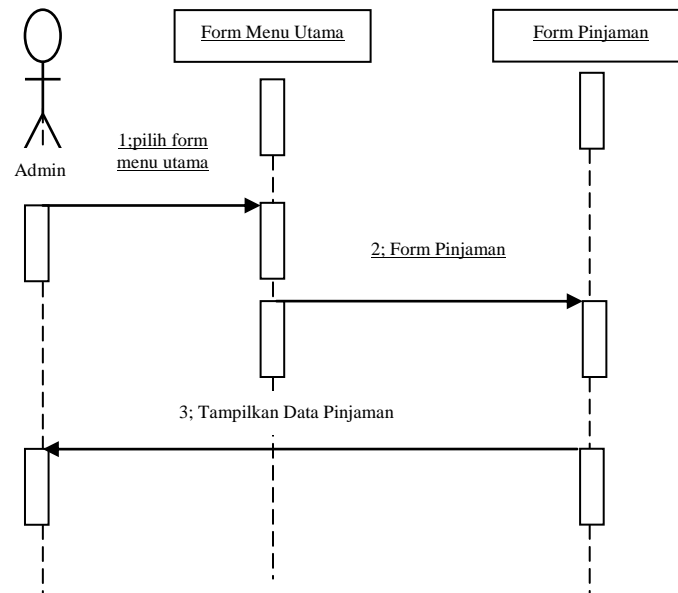 Form Menu Utama
Form Pinjaman
Admin
1;pilih form
menu utama
2; Form Pinjaman
3; Tampilkan Data Pinjaman